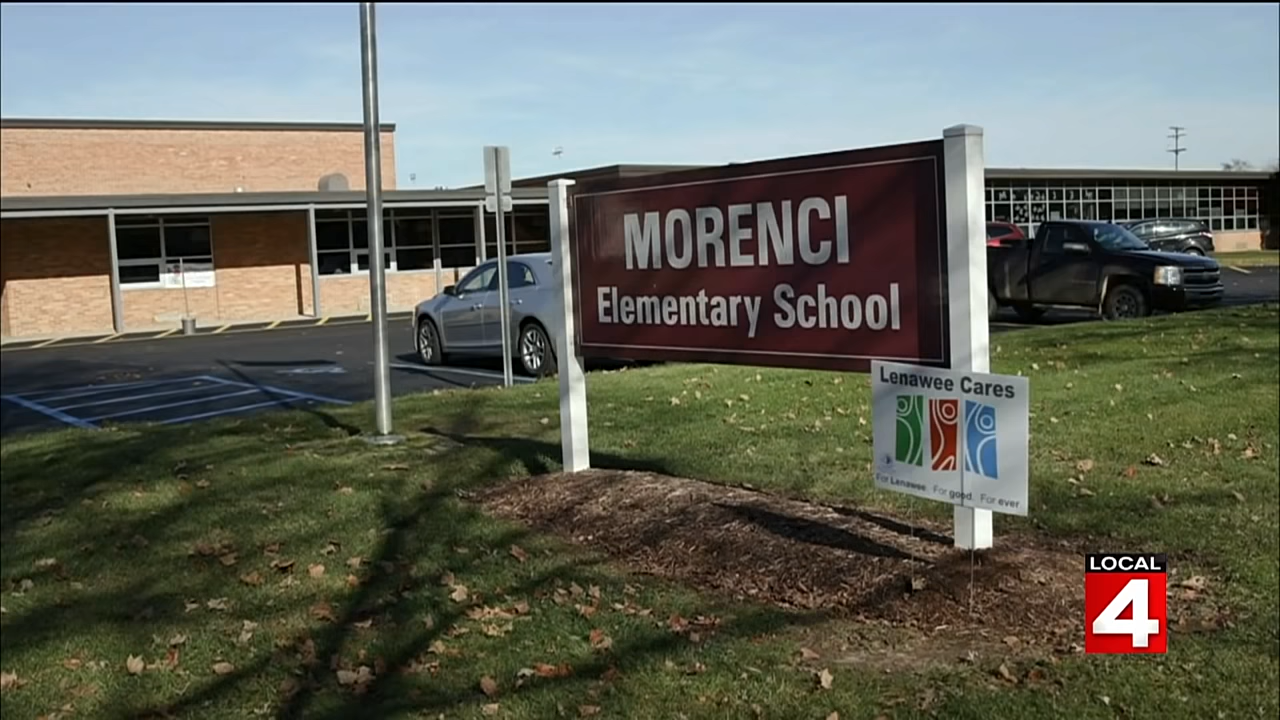 MORENCI
Elementary School
Lenawee Cares
For Lenawee. For good. For ever
LOCAL
4